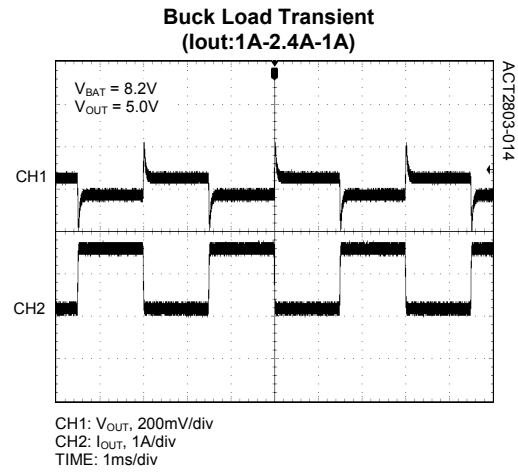 Buck Load Transient
(Iout:1A-2.4A-1A)
VBAT = 8.2V
VOUT = 5.0V
ACT2803-014
CH1
CH2
CH1: VOUT, 200mV/div
CH2: IOUT, 1A/div
TIME: 1ms/div